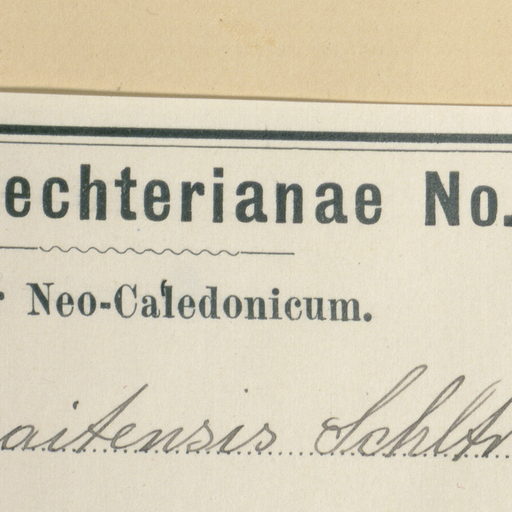 echterianae No.
Neo-Caledonicum.
aitensis Schltr